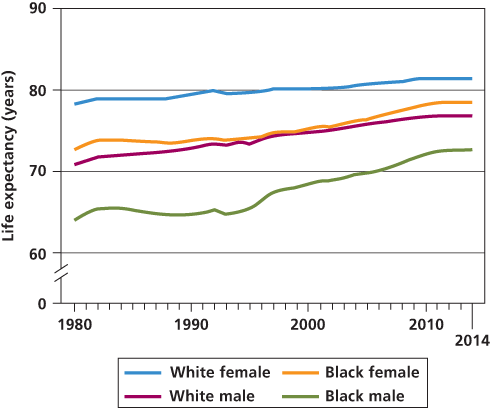 90
80
70
60
0
Life expectancy (years)
1980
1990
2000
2010
2014
White female
Black female
White male
Black male